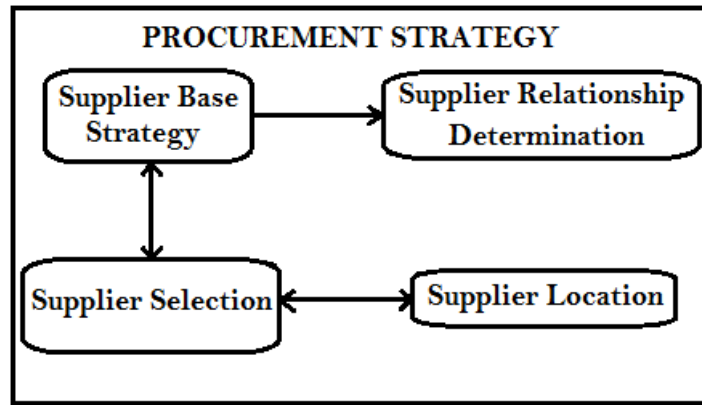 PROCUREMENT STRATEGY
Supplier Base
Strategy
Supplier Relationship
Determination
Supplier Selection
Supplier Location